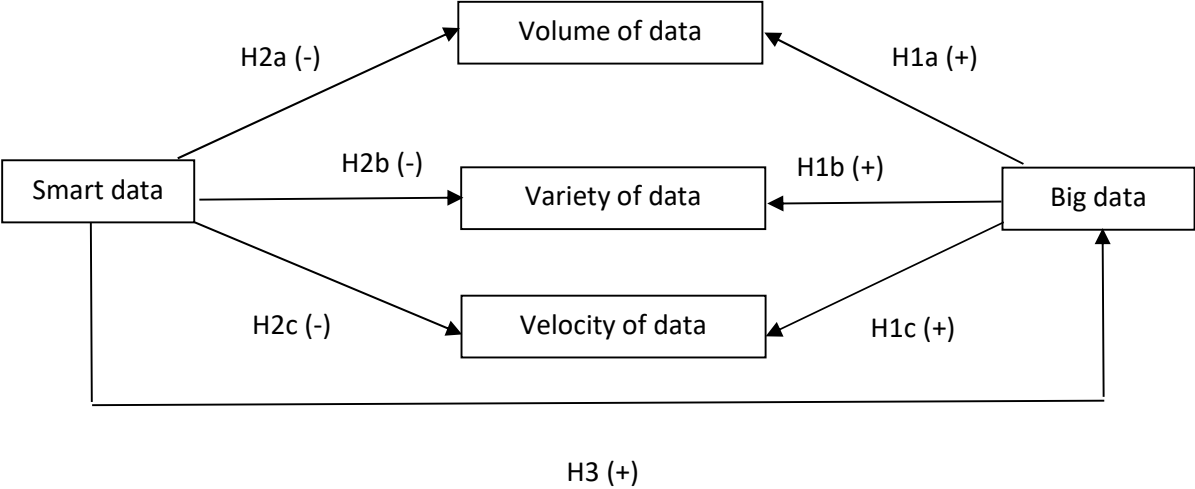 Volume of data
H2a (-)
H1a (+)
H2b (-)
H1b (+)
Smart data
Variety of data
Big data
H2c (-)
Velocity of data
H1c (+)
H3 (+)